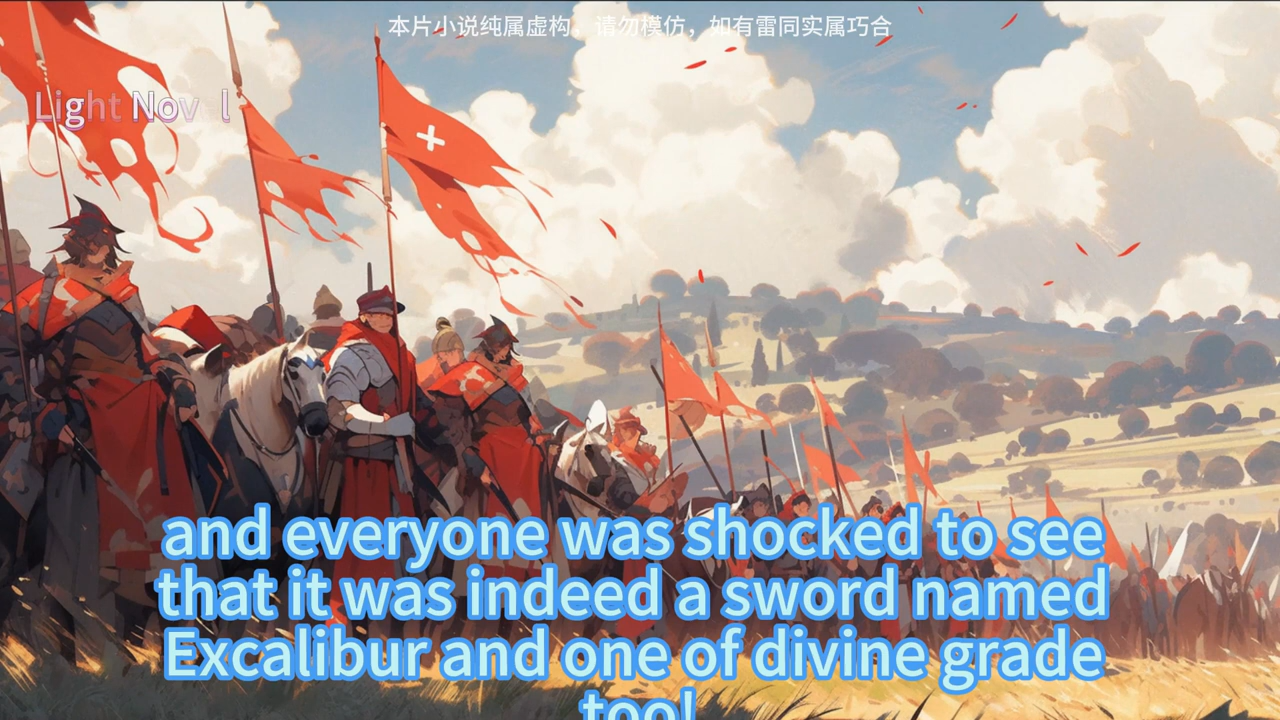 本片小说纯属虚构。请勿模仿，如有雷同实属巧合
Light Nov l
and everyone was shocked to see
that it was indeed a sword named
Excalibur and one of divine grade
too!